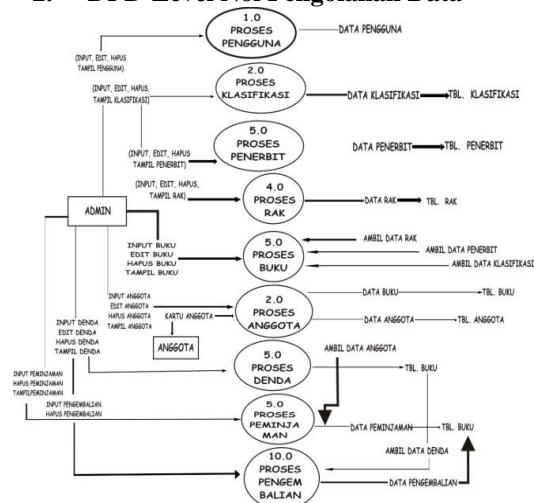 2. DFD Level Nol Pengolahan Data
1.0
PROSES
PENGGUNA
DATA PENGGUNA
(INPUT, EDIT, HAPUS
TAMPIL PENGGUNA)
2.0
PROSES
KLASIFIKASI
(INPUT, EDIT, HAPUS,
TAMPIL KLASIFIKASI)
DATA KLASIFIKASI
TBL. KLASIFIKASI
5.0
PROSES
PENERBIT
(INPUT, EDIT, HAPUS
TAMPIL PENERBIT)
DATA PENERBIT
TBL. PENERBIT
(INPUT, EDIT, HAPUS,
TAMPIL RAK)
4.0
PROSES
RAK
DATA RAK
TBL. RAK
ADMIN
INPUT BUKU
EDIT BUKU
HAPUS BUKU
TAMPIL BUKU
5.0
PROSES
BUKU
AMBIL DATA RAK
AMBIL DATA PENERBIT
AMBIL DATA KLASIFIKASI
INPUT ANGGOTA
EDIT ANGGOTA
HAPUS ANGGOTA
TAMPIL ANGGOTA
KARTU ANGGOTA
ANGGOTA
2.0
PROSES
ANGGOTA
DATA BUKU
TBL. BUKU
DATA ANGGOTA
TBL. ANGGOTA
INPUT DENDA
EDIT DENDA
HAPUS DENDA
TAMPIL DENDA
5.0
PROSES
DENDA
AMBIL DATA ANGGOTA
TBL. BUKU
INPUT PEMINJAMAN
HAPUS PEMINJAMAN
TAMPILPEMINJAMAN
5.0
PROSES
PEMINJA
MAN
DATA PEMINJAMAN
TBL. BUKU
INPUT PENGEMBALIAN
HAPUS PENGEMBALIAN
AMBIL DATA DENDA
10.0
PROSES
PENGEM
BALIAN
DATA PENGEMBALIAN